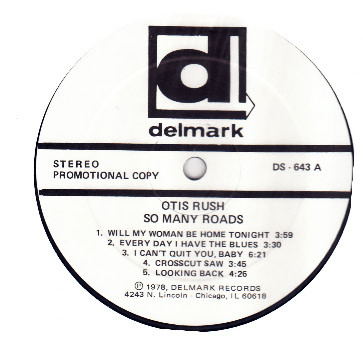 d
delmark
STEREO
PROMOTIONAL COPY
DS - 643 A
OTIS RUSH
SO MANY ROADS
1. WILL MY WOMAN BE HOME TONIGHT 3:59
2. EVERY DAY I HAVE THE BLUES 3:30
3. I CAN'T QUIT YOU, BABY 6:21
4. CROSSCUT SAW 3:45
5. LOOKING BACK 4:26
Ⓟ 1978, DELMARK RECORDS
4243 N. Lincoln - Chicago, IL 60618